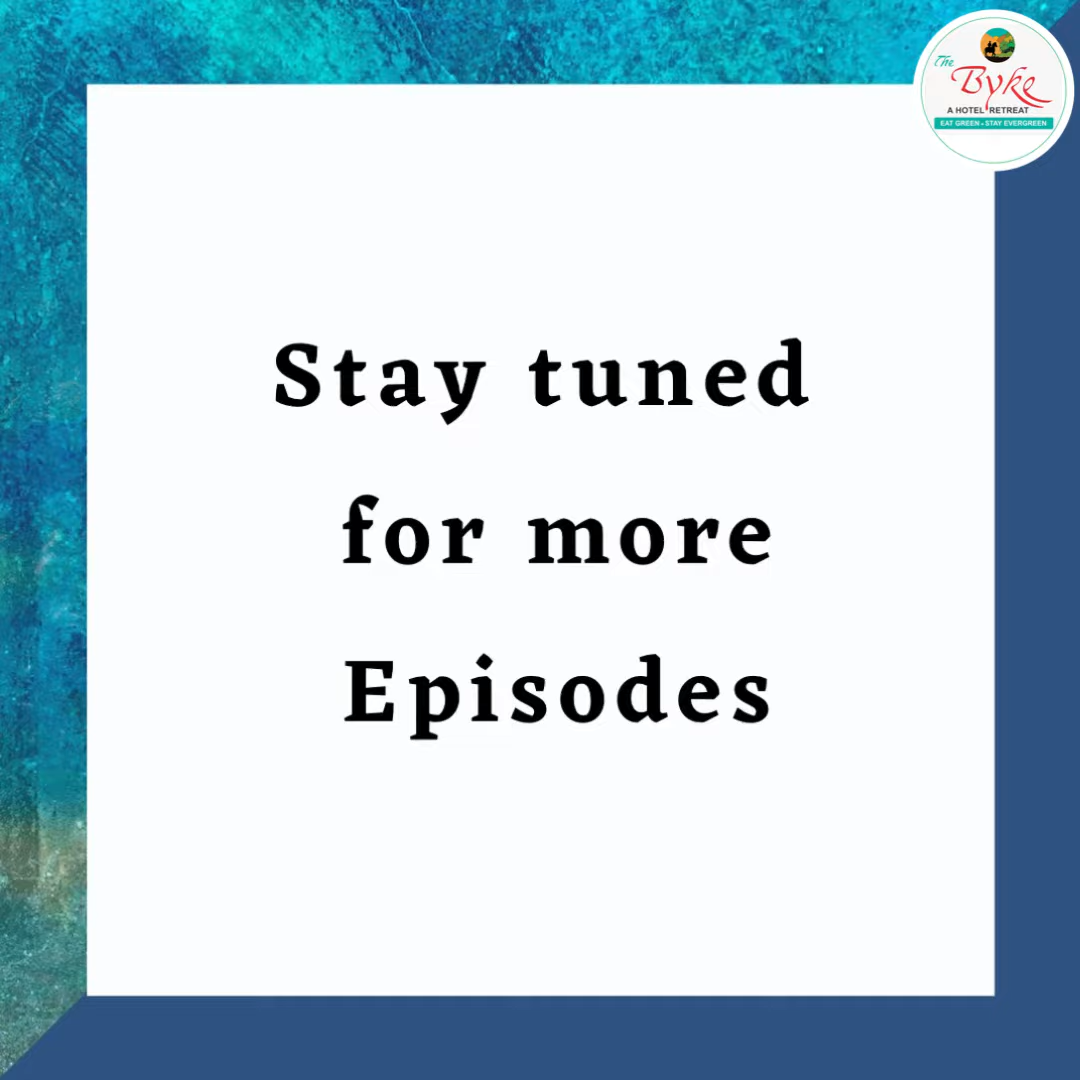 The
Byke
A HOTEL RETREAT
EAT GREEN - STAY EVERGREEN
Stay tuned
for more
Episodes